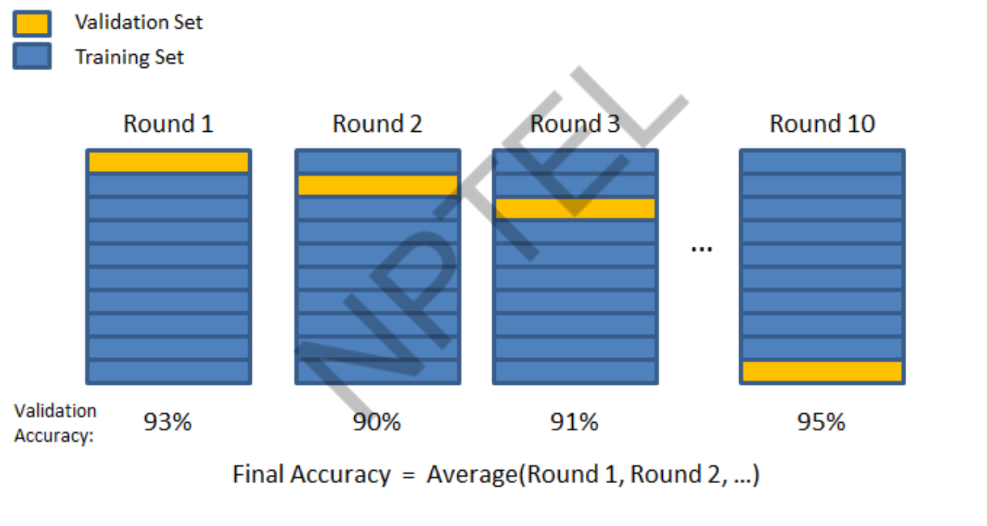 Validation Set
Training Set
Round 1 Round 2 Round 3 Round 10
...
Validation
Accuracy: 93% 90% 91% 95%
Final Accuracy = Average(Round 1, Round 2, ...)
NPTEL